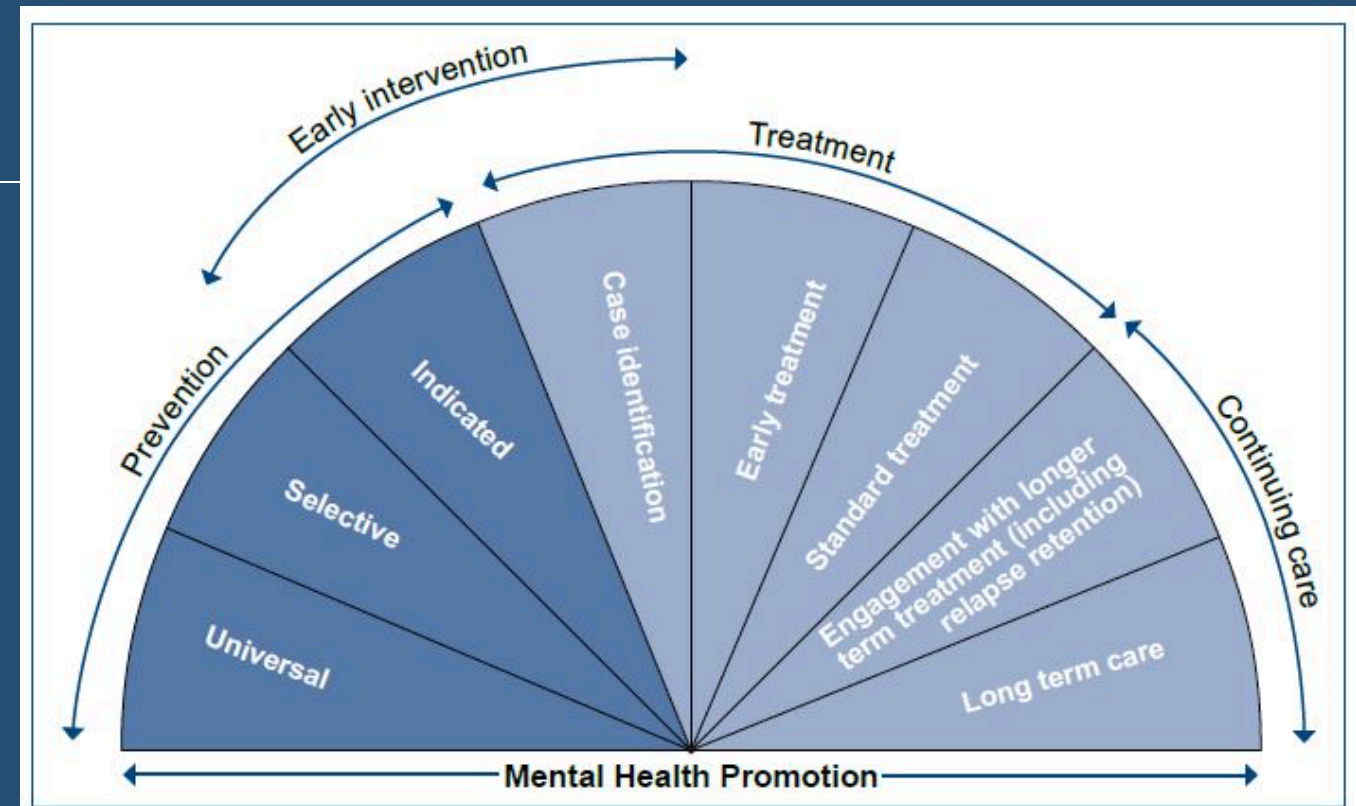 Early intervention
Treatment
Prevention
Continuing care
Universal
Selective
Indicated
Case identification
Early treatment
Standard treatment
Engagement with longer
term treatment (including
relapse retention)
Long term care
Mental Health Promotion